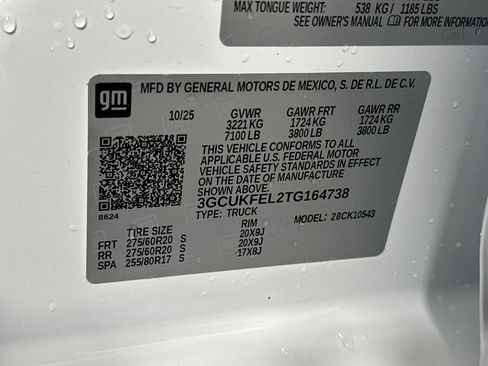 MAX TONGUE WEIGHT: 538 KG / 1185 LBS
SEE OWNER'S MANUAL FOR MORE INFORMATION
gm
MFD BY GENERAL MOTORS DE MEXICO, S. DE R.L. DE C.V.
10/25 GVWR GAWR FRT GAWR RR
3221 KG 1724 KG 1724 KG
7100 LB 3800 LB 3800 LB
THIS VEHICLE CONFORMS TO ALL
APPLICABLE U.S. FEDERAL MOTOR
VEHICLE SAFETY STANDARDS IN EFFECT
ON THE DATE OF MANUFACTURE SHOWN ABOVE.
3GCUKFEL2TG164738
8624
TYPE: TRUCK MODEL: 28CK10543
TIRE SIZE RIM
FRT 275/60R20 S 20X9J
RR 275/60R20 S 20X9J
SPA 255/80R17 S 17X8J